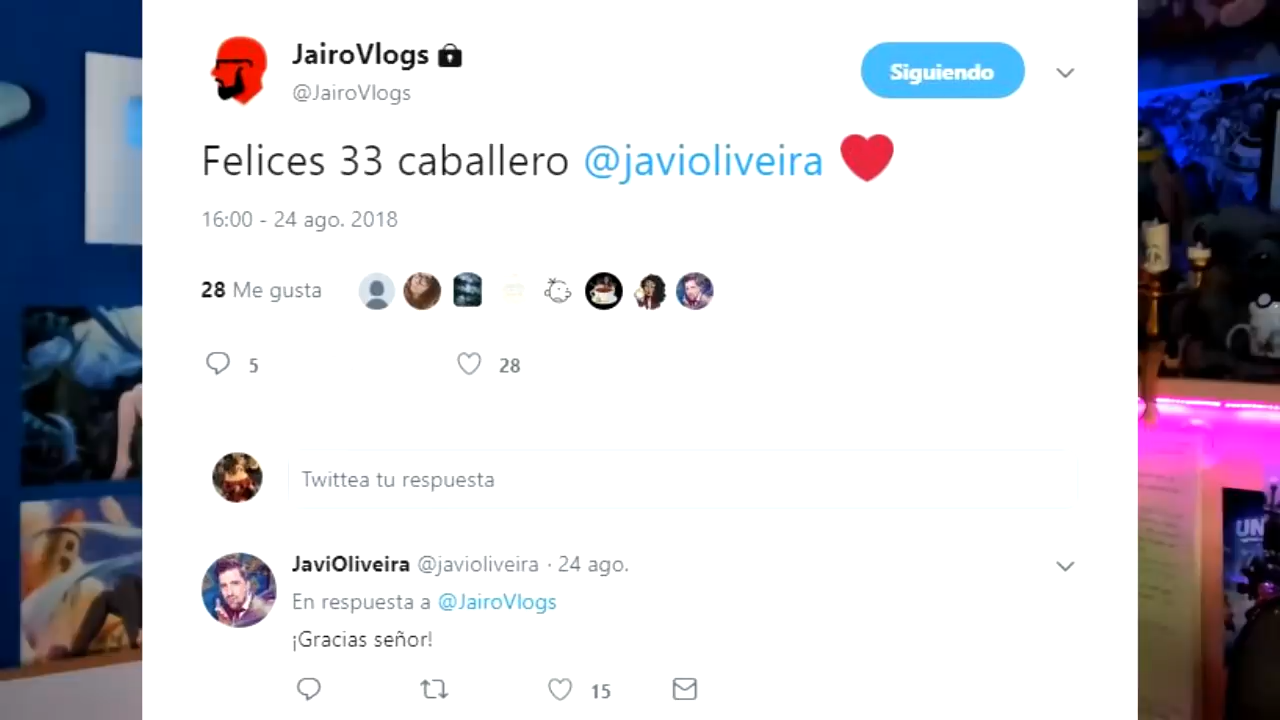 JairoVlogs
Siguiendo
@JairoVlogs
Felices 33 caballero @javioliveira ❤
16:00 - 24 ago. 2018
28 Me gusta
5 28
Twittea tu respuesta
JaviOliveira @javioliveira · 24 ago.
En respuesta a @JairoVlogs
¡Gracias señor!
15
UN